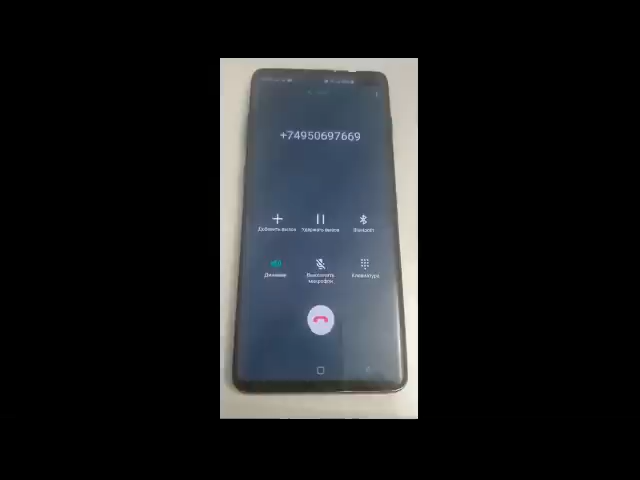 +74950697669
Добавить вызов Удержать вызов Bluetooth
Динамик Выключить микрофон Клавиатура